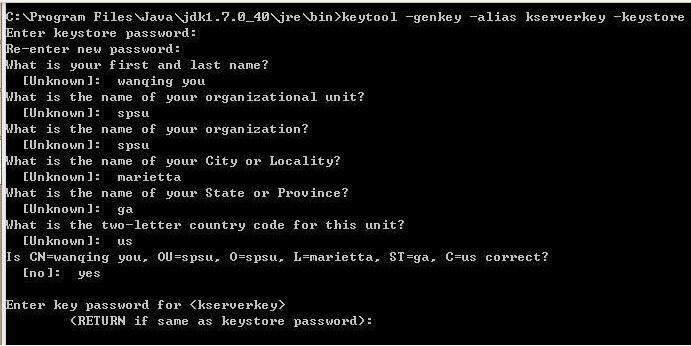 C:\Program Files\Java\jdk1.7.0_40\jre\bin>keytool -genkey -alias kserverkey -keystore
Enter keystore password:
Re-enter new password:
What is your first and last name?
[Unknown]: wanqing you
What is the name of your organizational unit?
[Unknown]: spsu
What is the name of your organization?
[Unknown]: spsu
What is the name of your City or Locality?
[Unknown]: marietta
What is the name of your State or Province?
[Unknown]: ga
What is the two-letter country code for this unit?
[Unknown]: us
Is CN=wanqing you, OU=spsu, O=spsu, L=marietta, ST=ga, C=us correct?
[no]: yes
Enter key password for <kserverkey>
(RETURN if same as keystore password):